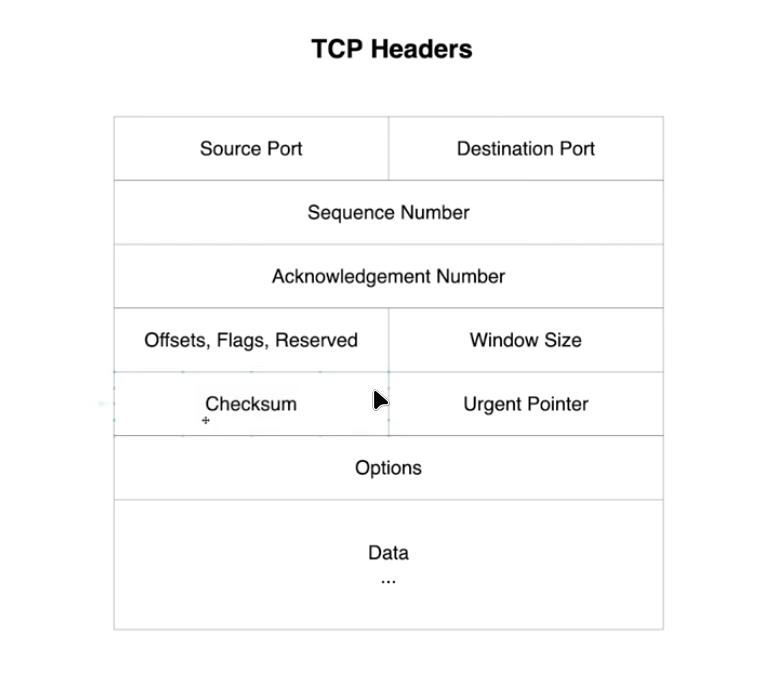 TCP Headers
Source Port
Destination Port
Sequence Number
Acknowledgement Number
Offsets, Flags, Reserved
Window Size
Checksum
Urgent Pointer
Options
Data
...